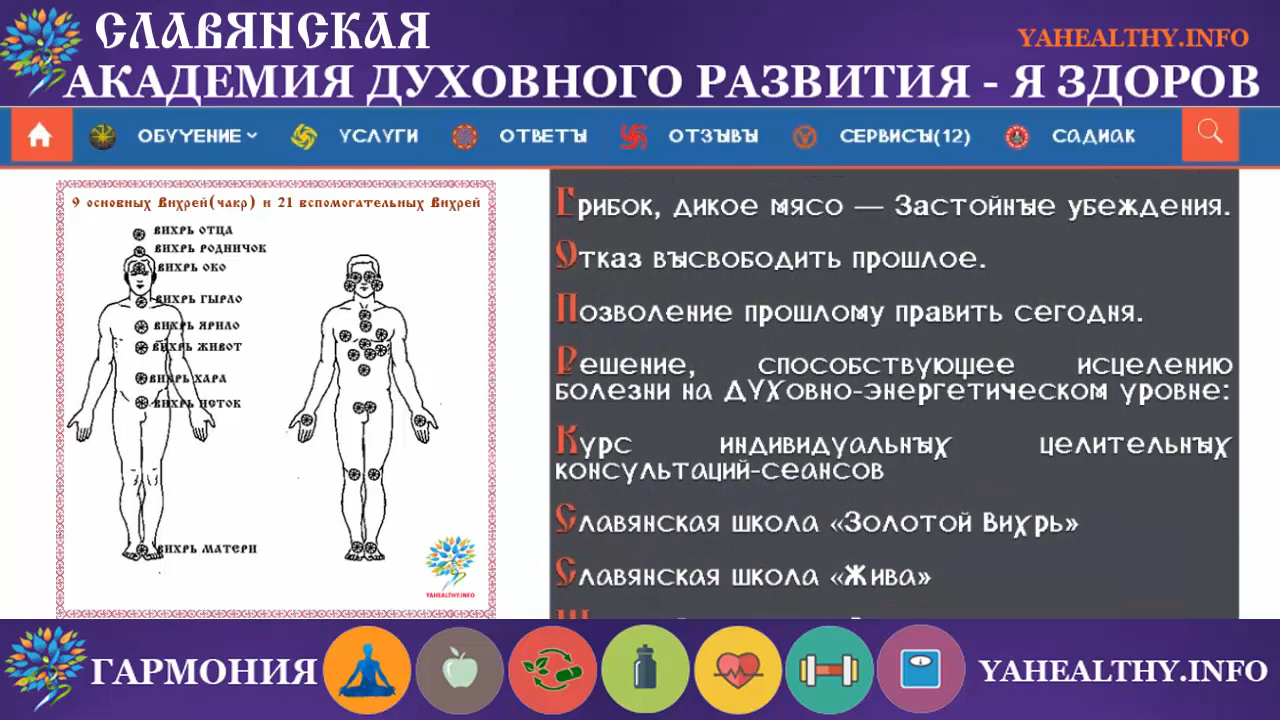 СЛАВЯНСКАЯ
АКАДЕМИЯ ДУХОВНОГО РАЗВИТИЯ - Я ЗДОРОВ
YAHEALTHY.INFO
ОБУЧЕНИЕ УСЛУГИ ОТВЕТЫ ОТЗЫВЫ СЕРВИСЫ(12) САДИАК
9 основных Вихрей(чакр) и 21 вспомогательных Вихрей
ВИХРЬ ОТЦА
ВИХРЬ РОДНИЧОК
ВИХРЬ ОКО
ВИХРЬ ГЫРЛО
ВИХРЬ ЯРИЛО
ВИХРЬ ЖИВОТ
ВИХРЬ ХАРА
ВИХРЬ ИСТОК
ВИХРЬ МАТЕРИ
YAHEALTHY.INFO
Грибок, дикое мясо — Застойные убеждения.
Отказ высвободить прошлое.
Позволение прошлому править сегодня.
Решение, способствующее исцелению
болезни на ДУХовно-энергетическом уровне:
Курс индивидуальных целительных
консультаций-сеансов
Славянская школа «Золотой Вихрь»
Славянская школа «Жива»
ГАРМОНИЯ
YAHEALTHY.INFO